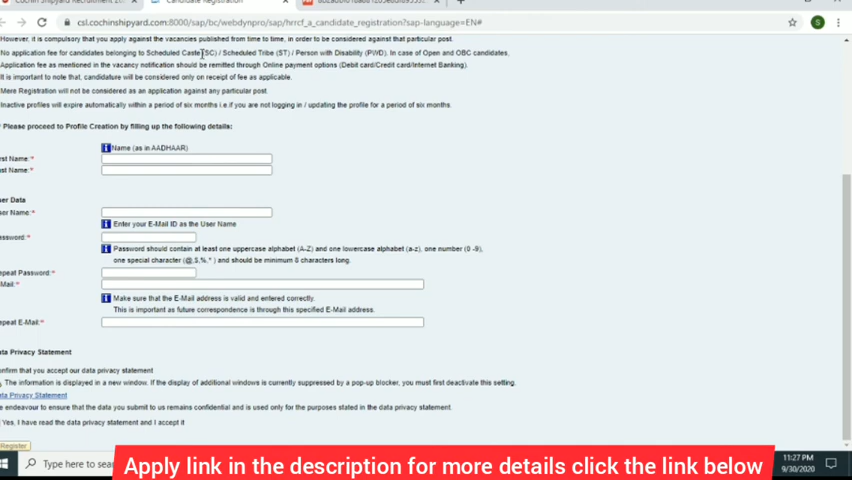 csl.cochinshipyard.com:8000/sap/bc/webdynpro/sap/hrrcf_a_candidate_registration?sap-language=EN#
However, it is compulsory that you apply against the vacancies published from time to time, in order to be considered against that particular post.
No application fee for candidates belonging to Scheduled Caste (SC) / Scheduled Tribe (ST) / Person with Disability (PWD). In case of Open and OBC candidates,
Application fee as mentioned in the vacancy notification should be remitted through Online payment options (Debit card/Credit card/Internet Banking).
It is important to note that, candidature will be considered only on receipt of fee as applicable.
Mere Registration will not be considered as an application against any particular post.
Inactive profiles will expire automatically within a period of six months i.e if you are not logging in / updating the profile for a period of six months.
* Please proceed to Profile Creation by filling up the following details:
Name (as in AADHAAR)
rst Name:*
st Name:*
ser Data
ser Name:*
Enter your E-Mail ID as the User Name
assword:*
Password should contain at least one uppercase alphabet (A-Z) and one lowercase alphabet (a-z), one number (0 -9),
one special character (@,$,%,* ) and should be minimum 8 characters long.
epeat Password:*
Mail:*
Make sure that the E-Mail address is valid and entered correctly.
This is important as future correspondence is through this specified E-Mail address.
epeat E-Mail:*
ata Privacy Statement
onfirm that you accept our data privacy statement
The information is displayed in a new window. If the display of additional windows is currently suppressed by a pop-up blocker, you must first deactivate this setting.
ata Privacy Statement
e endeavour to ensure that the data you submit to us remains confidential and is used only for the purposes stated in the data privacy statement.
Yes, I have read the data privacy statement and I accept it
Register
Type here to sea
Apply link in the description for more details click the link below
11:27 PM
9/30/2020